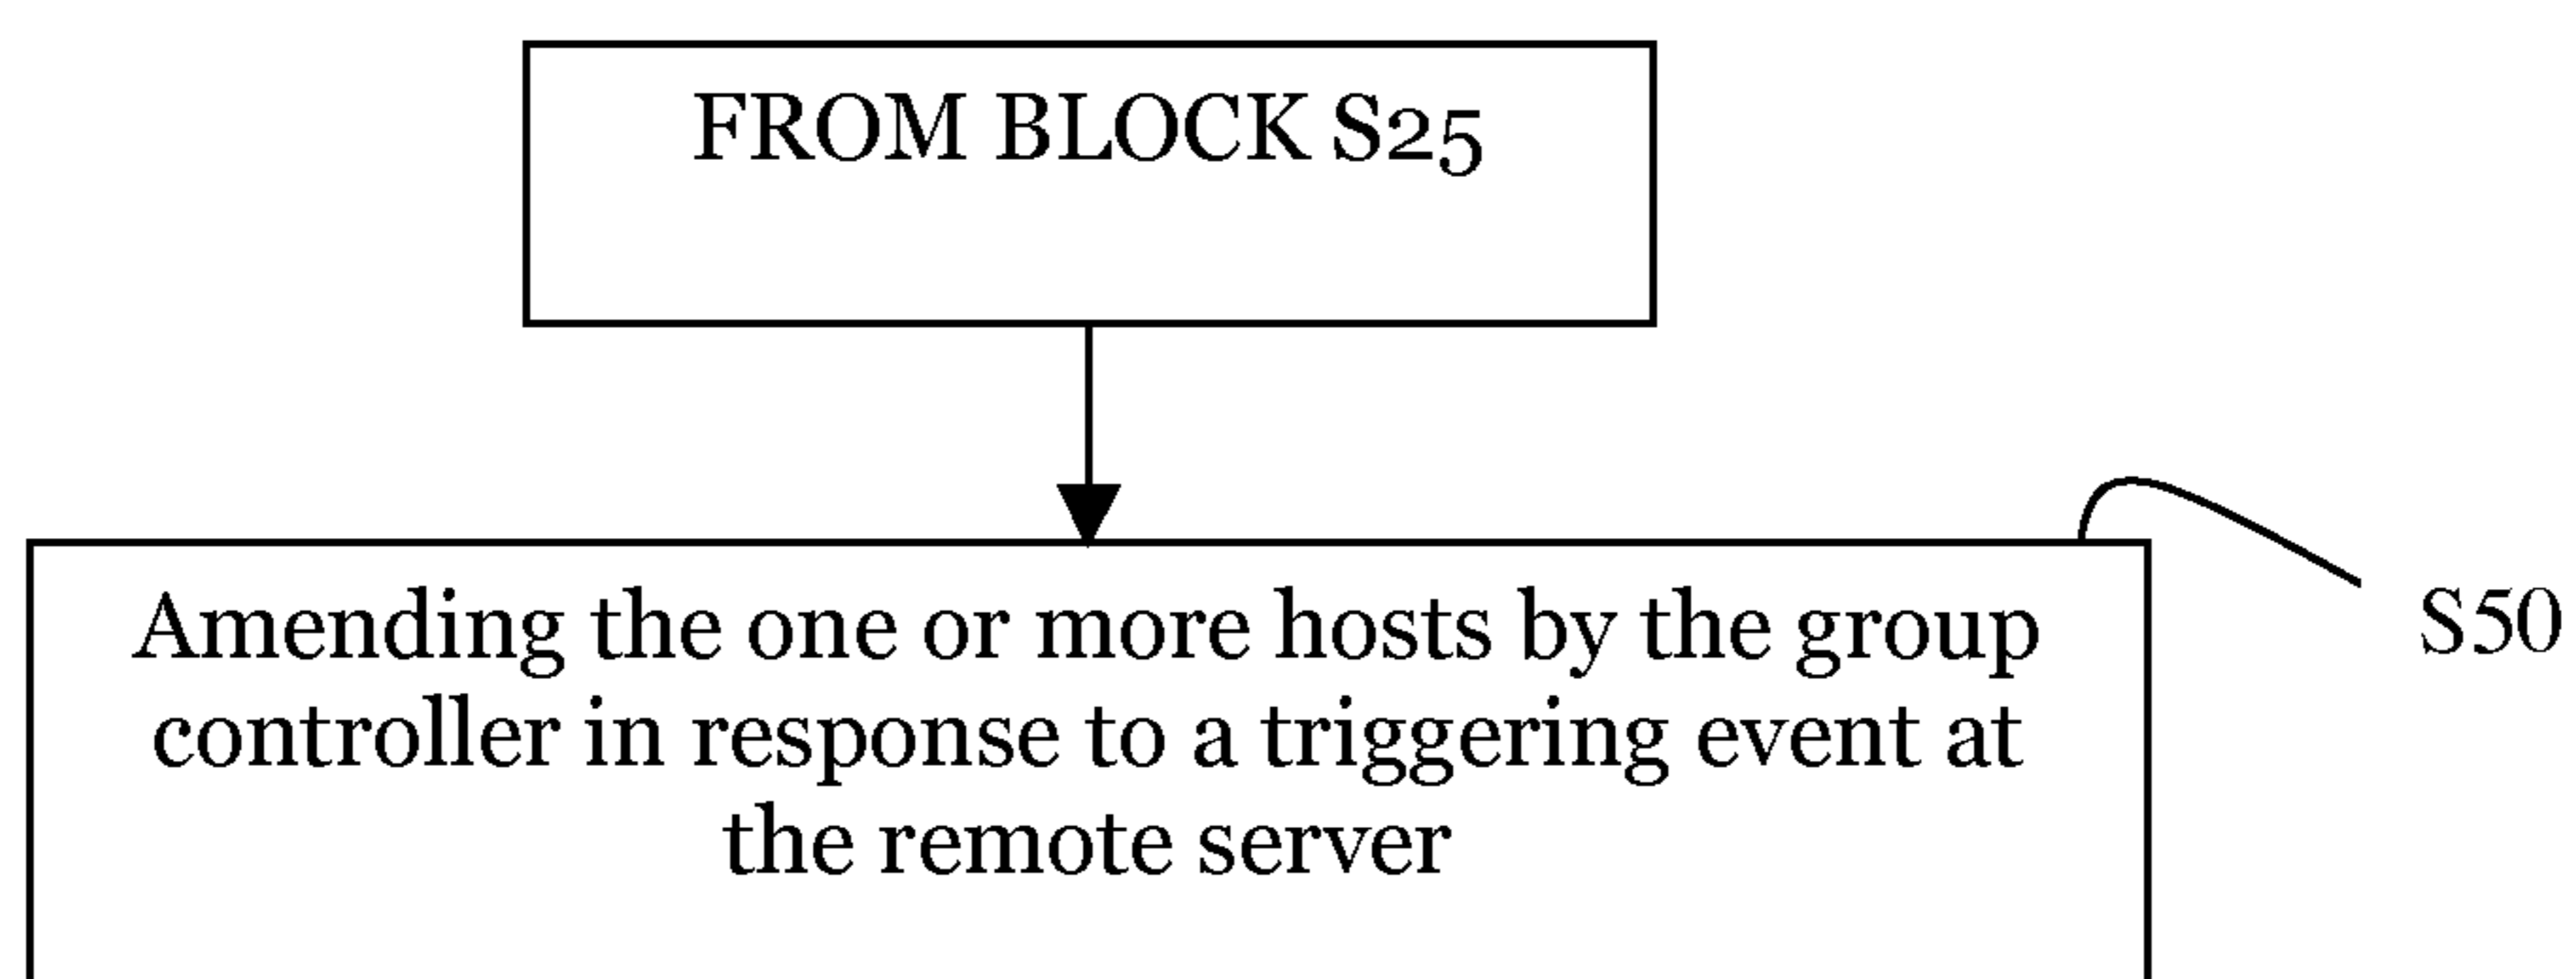 FROM BLOCK S25
Amending the one or more hosts by the group
controller in response to a triggering event at
the remote server
S50